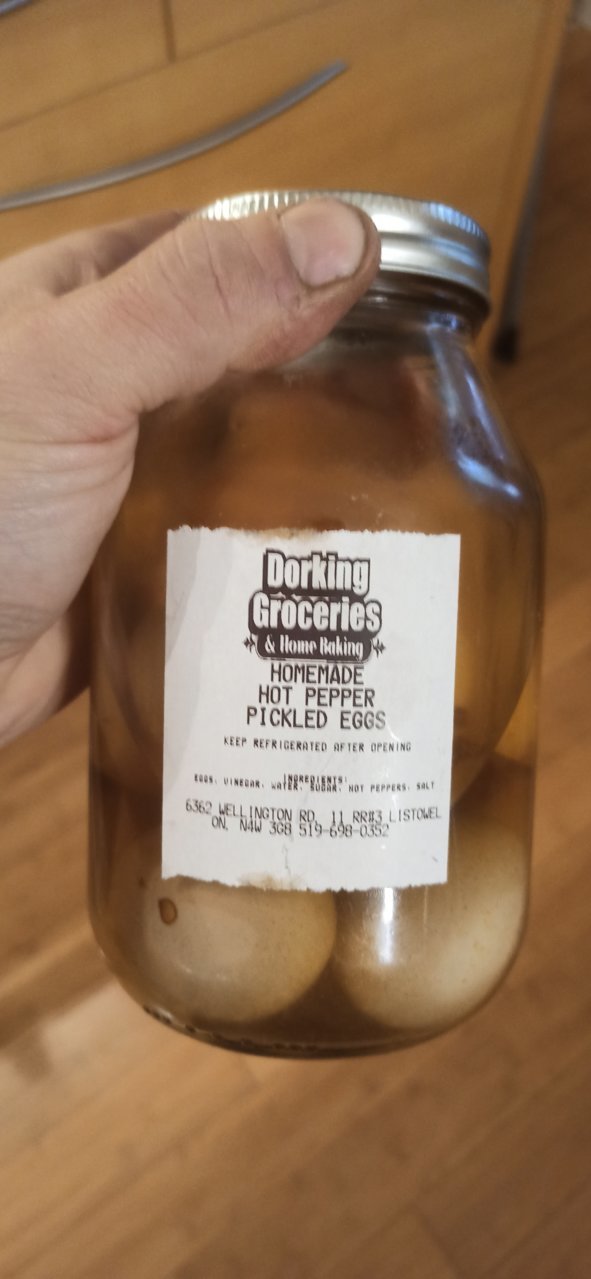 Dorking
Groceries
& Home Baking
HOMEMADE
HOT PEPPER
PICKLED EGGS
KEEP REFRIGERATED AFTER OPENING
INGREDIENTS:
EGGS, VINEGAR, WATER, SUGAR, HOT PEPPERS, SALT
6362 WELLINGTON RD. 11 RR#3 LISTOWEL
ON. N4W 3G8 519-698-0352